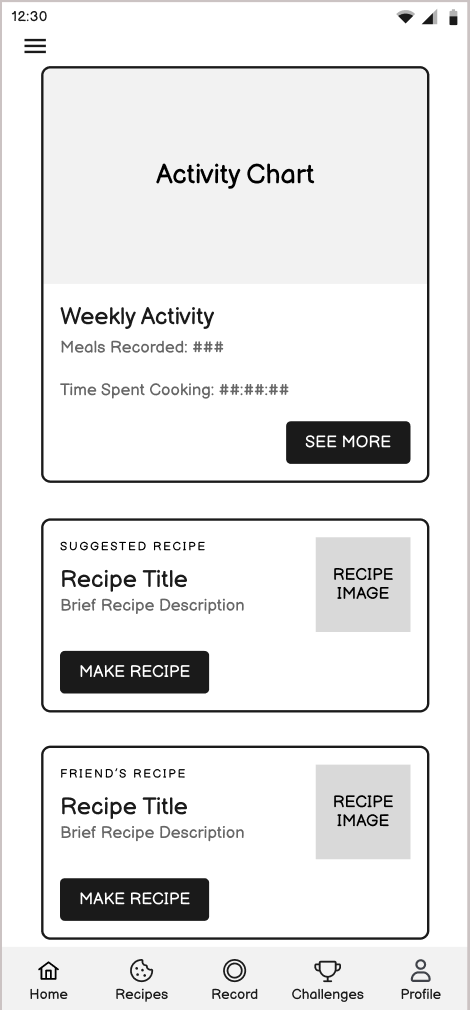 12:30
Activity Chart
Weekly Activity
Meals Recorded: ###
Time Spent Cooking: ##:##:##
SEE MORE
SUGGESTED RECIPE
Recipe Title
Brief Recipe Description
RECIPE
IMAGE
MAKE RECIPE
FRIEND'S RECIPE
Recipe Title
Brief Recipe Description
RECIPE
IMAGE
MAKE RECIPE
Home Recipes Record Challenges Profile